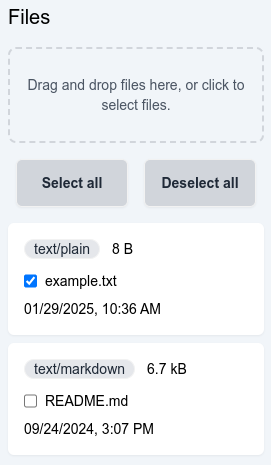 Files
Drag and drop files here, or click to
select files.
Select all
Deselect all
text/plain 8 B
example.txt
01/29/2025, 10:36 AM
text/markdown 6.7 kB
README.md
09/24/2024, 3:07 PM